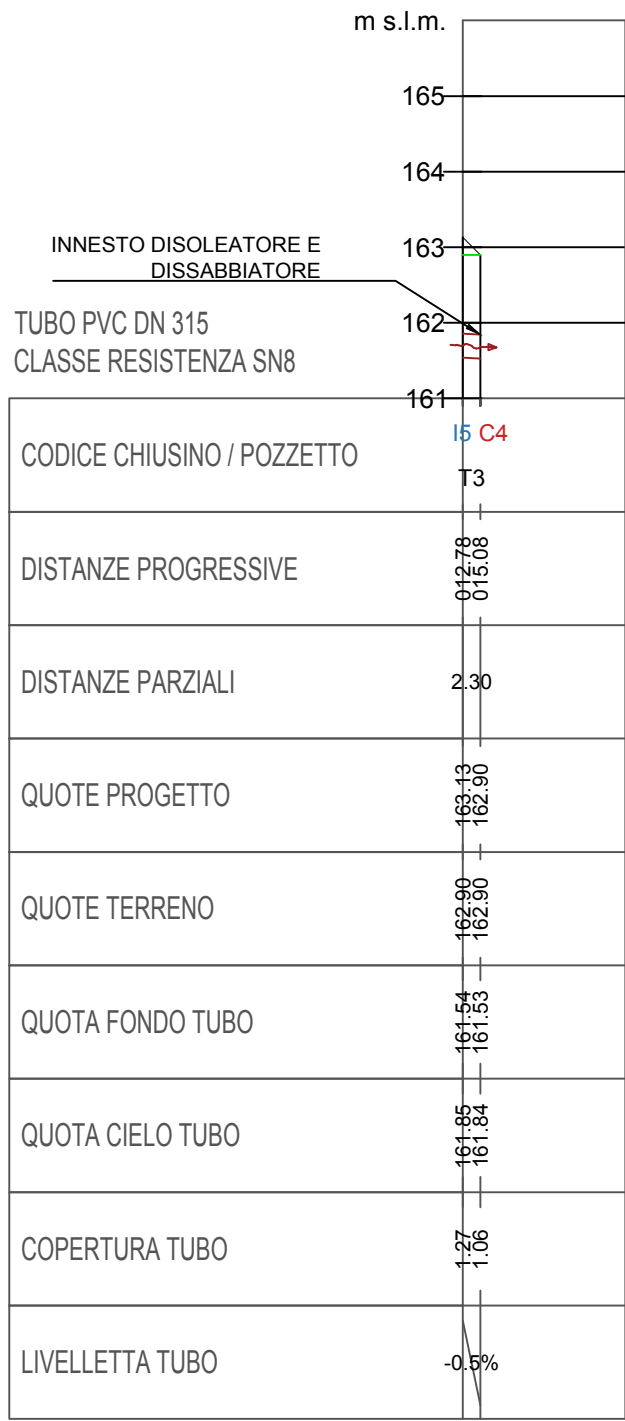 m s.l.m.
165
164
163
INNESTO DISOLEATORE E
DISSABBIATORE
162
TUBO PVC DN 315
CLASSE RESISTENZA SN8
161
CODICE CHIUSINO / POZZETTO
I5 C4
T3
DISTANZE PROGRESSIVE
012.78
015.08
DISTANZE PARZIALI
2.30
QUOTE PROGETTO
163.13
162.90
QUOTE TERRENO
162.90
162.90
QUOTA FONDO TUBO
161.54
161.53
QUOTA CIELO TUBO
161.85
161.84
COPERTURA TUBO
1.27
1.06
LIVELLETTA TUBO
-0.5%